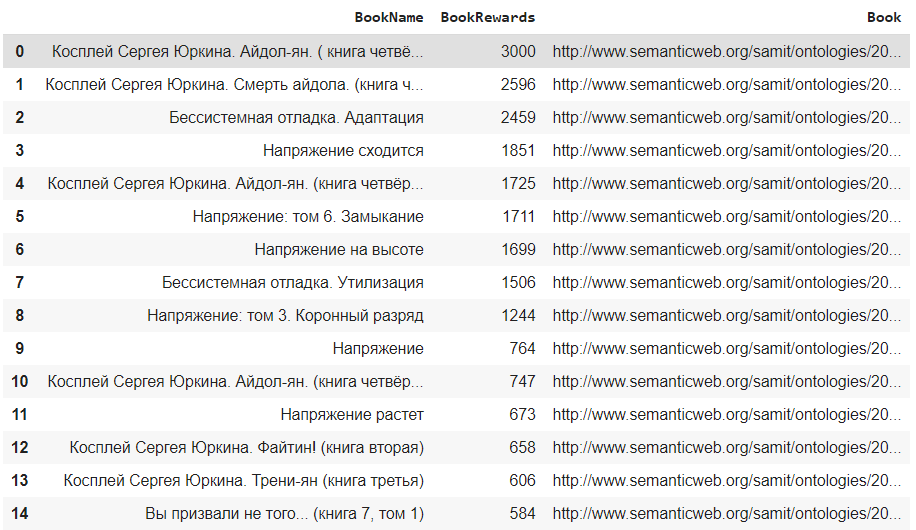 BookName BookRewards Book
0 Косплей Сергея Юркина. Айдол-ян. ( книга четвё... 3000 http://www.semanticweb.org/samit/ontologies/20...
1 Косплей Сергея Юркина. Смерть айдола. (книга ч... 2596 http://www.semanticweb.org/samit/ontologies/20...
2 Бессистемная отладка. Адаптация 2459 http://www.semanticweb.org/samit/ontologies/20...
3 Напряжение сходится 1851 http://www.semanticweb.org/samit/ontologies/20...
4 Косплей Сергея Юркина. Айдол-ян. (книга четвёр... 1725 http://www.semanticweb.org/samit/ontologies/20...
5 Напряжение: том 6. Замыкание 1711 http://www.semanticweb.org/samit/ontologies/20...
6 Напряжение на высоте 1699 http://www.semanticweb.org/samit/ontologies/20...
7 Бессистемная отладка. Утилизация 1506 http://www.semanticweb.org/samit/ontologies/20...
8 Напряжение: том 3. Коронный разряд 1244 http://www.semanticweb.org/samit/ontologies/20...
9 Напряжение 764 http://www.semanticweb.org/samit/ontologies/20...
10 Косплей Сергея Юркина. Айдол-ян. (книга четвёр... 747 http://www.semanticweb.org/samit/ontologies/20...
11 Напряжение растет 673 http://www.semanticweb.org/samit/ontologies/20...
12 Косплей Сергея Юркина. Файтин! (книга вторая) 658 http://www.semanticweb.org/samit/ontologies/20...
13 Косплей Сергея Юркина. Трени-ян (книга третья) 606 http://www.semanticweb.org/samit/ontologies/20...
14 Вы призвали не того... (книга 7, том 1) 584 http://www.semanticweb.org/samit/ontologies/20...